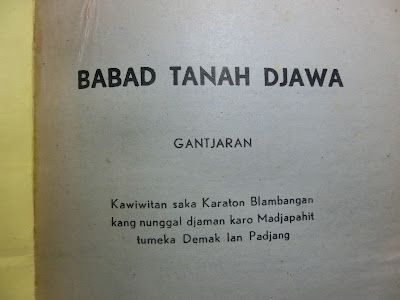 BABAD TANAH DJAWA
GANTJARAN
Kawiwitan saka Karaton Blambangan
kang nunggal djaman karo Madjapahit
tumeka Demak lan Padjang